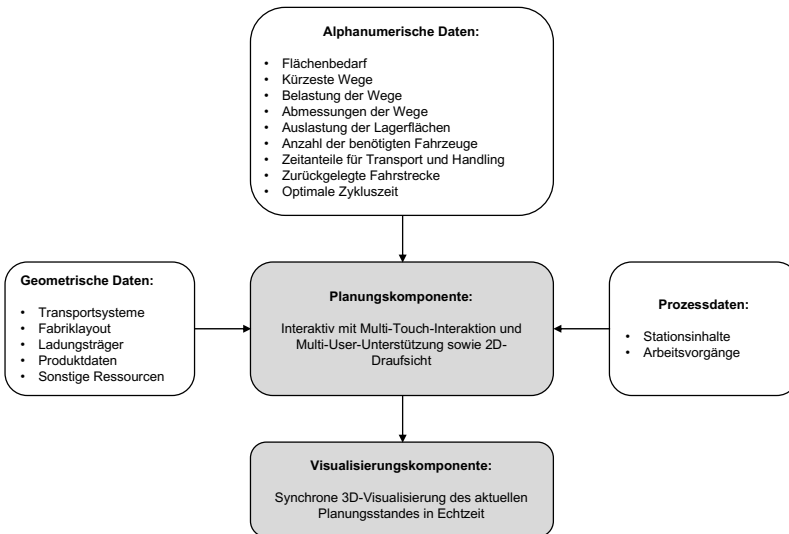 Alphanumerische Daten:
• Flächenbedarf
• Kürzeste Wege
• Belastung der Wege
• Abmessungen der Wege
• Auslastung der Lagerflächen
• Anzahl der benötigten Fahrzeuge
• Zeitanteile für Transport und Handling
• Zurückgelegte Fahrstrecke
• Optimale Zykluszeit
Geometrische Daten:
• Transportsysteme
• Fabriklayout
• Ladungsträger
• Produktdaten
• Sonstige Ressourcen
Planungskomponente:
Interaktiv mit Multi-Touch-Interaktion und
Multi-User-Unterstützung sowie 2D-
Draufsicht
Prozessdaten:
• Stationsinhalte
• Arbeitsvorgänge
Visualisierungskomponente:
Synchrone 3D-Visualisierung des aktuellen
Planungsstandes in Echtzeit